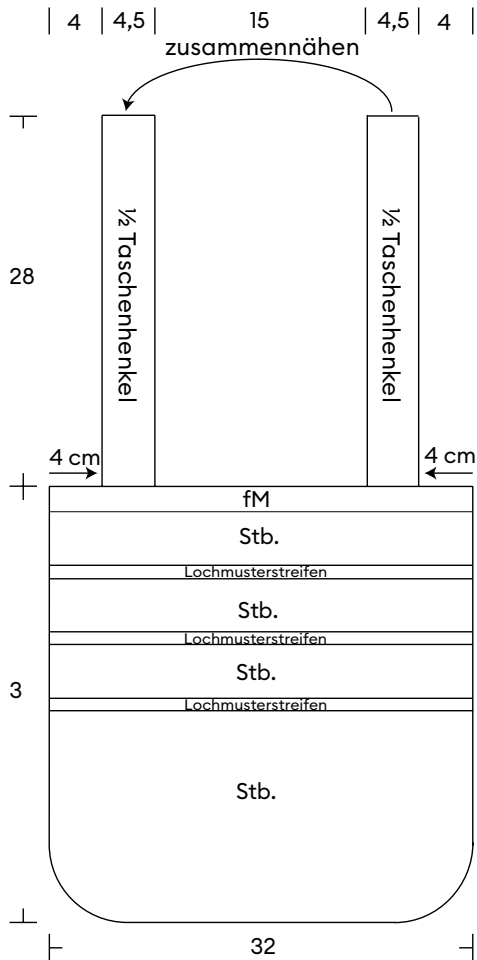 4 4,5 15 4,5 4
zusammennähen
½ Taschenhenkel
½ Taschenhenkel
28
4 cm
4 cm
fM
Stb.
Lochmusterstreifen
Stb.
Lochmusterstreifen
Stb.
3
Lochmusterstreifen
Stb.
32